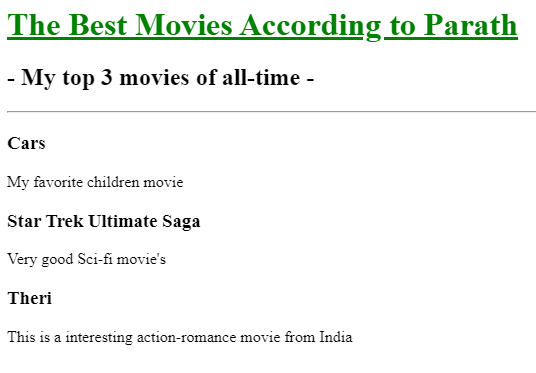 The Best Movies According to Parath
- My top 3 movies of all-time -
Cars
My favorite children movie
Star Trek Ultimate Saga
Very good Sci-fi movie's
Theri
This is a interesting action-romance movie from India